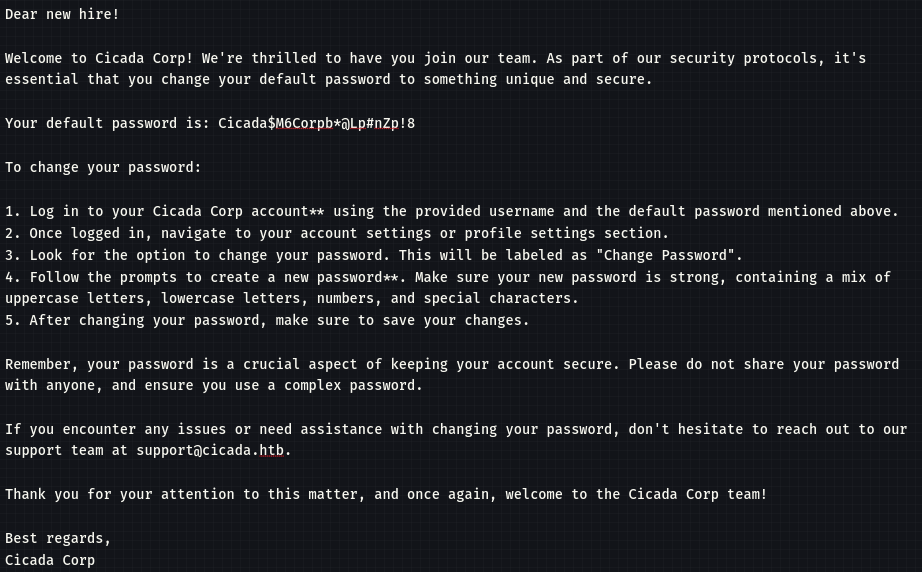 Dear new hire!
Welcome to Cicada Corp! We're thrilled to have you join our team. As part of our security protocols, it's
essential that you change your default password to something unique and secure.
Your default password is: Cicada$M6Corpb*@Lp#nZp!8
To change your password:
1. Log in to your Cicada Corp account** using the provided username and the default password mentioned above.
2. Once logged in, navigate to your account settings or profile settings section.
3. Look for the option to change your password. This will be labeled as "Change Password".
4. Follow the prompts to create a new password**. Make sure your new password is strong, containing a mix of
uppercase letters, lowercase letters, numbers, and special characters.
5. After changing your password, make sure to save your changes.
Remember, your password is a crucial aspect of keeping your account secure. Please do not share your password
with anyone, and ensure you use a complex password.
If you encounter any issues or need assistance with changing your password, don't hesitate to reach out to our
support team at support@cicada.htb.
Thank you for your attention to this matter, and once again, welcome to the Cicada Corp team!
Best regards,
Cicada Corp